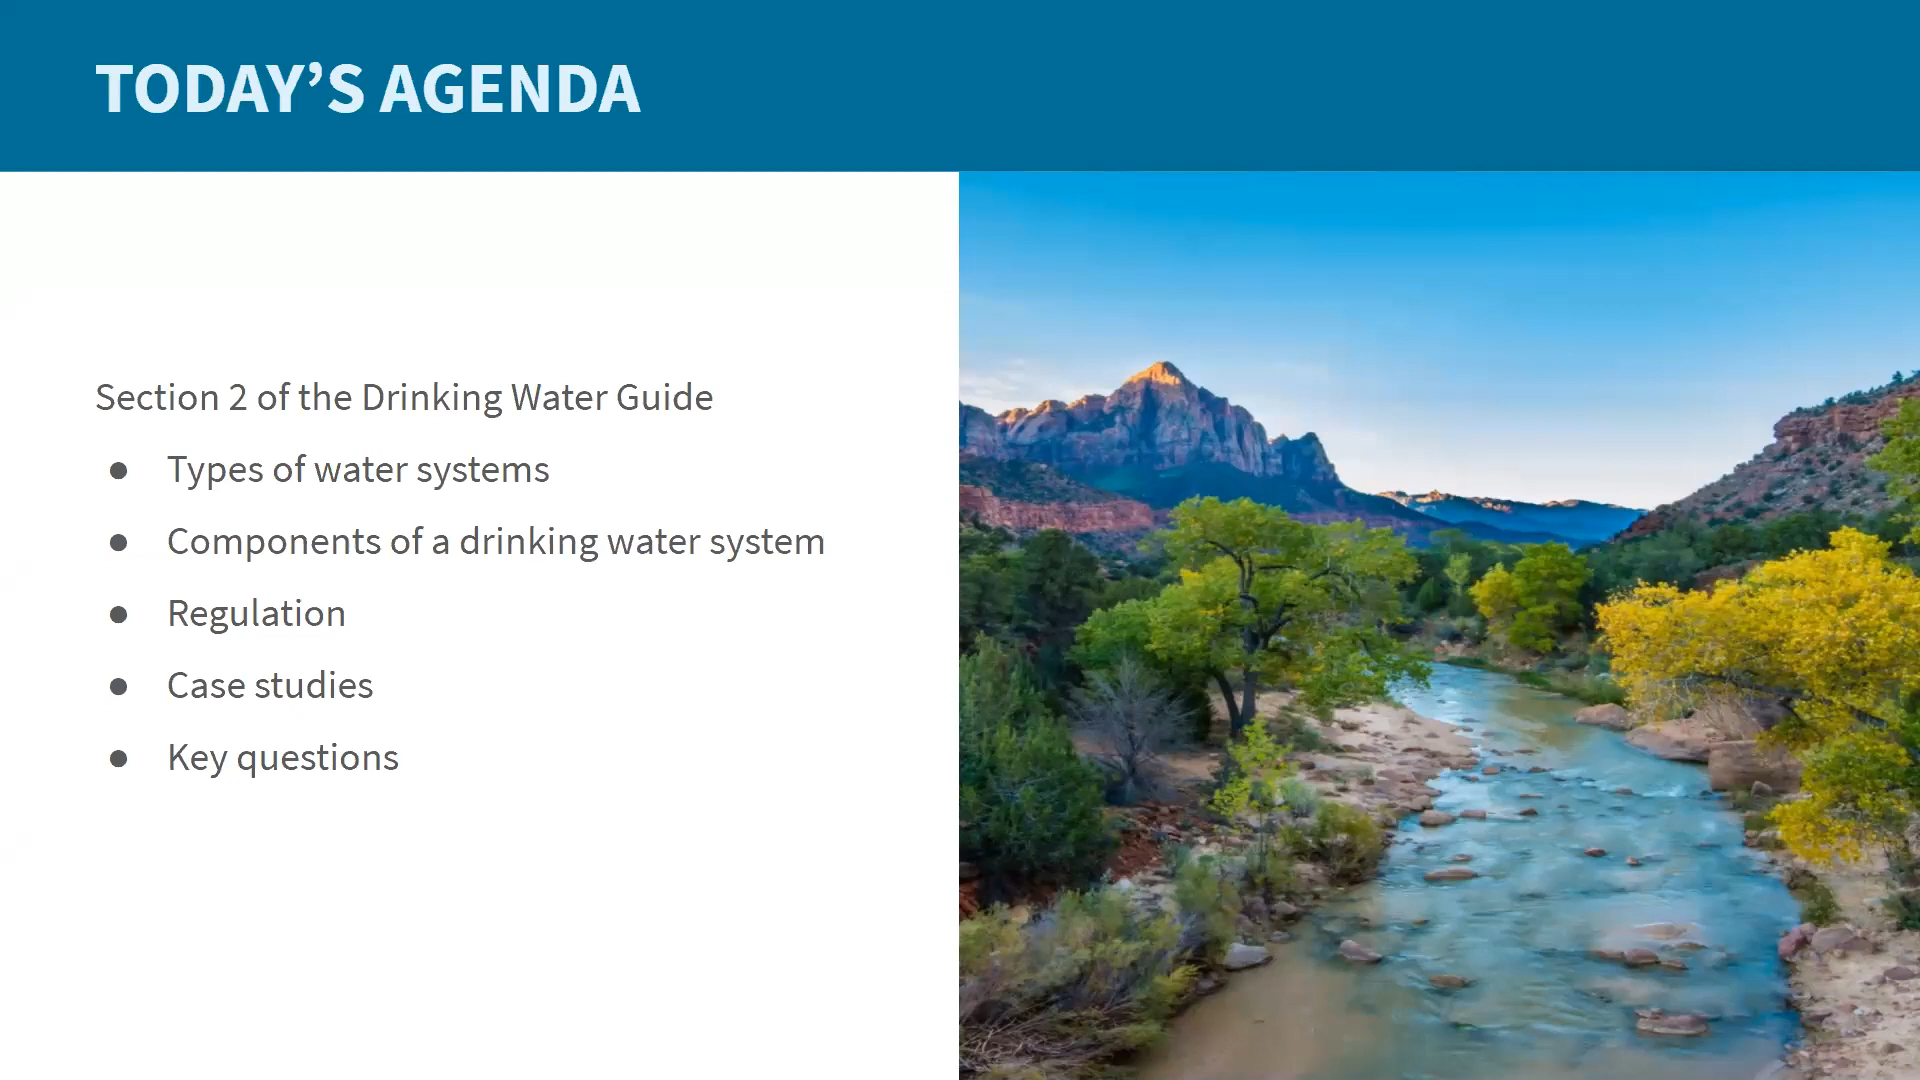 TODAY’S AGENDA
Section 2 of the Drinking Water Guide
● Types of water systems
● Components of a drinking water system
● Regulation
● Case studies
● Key questions